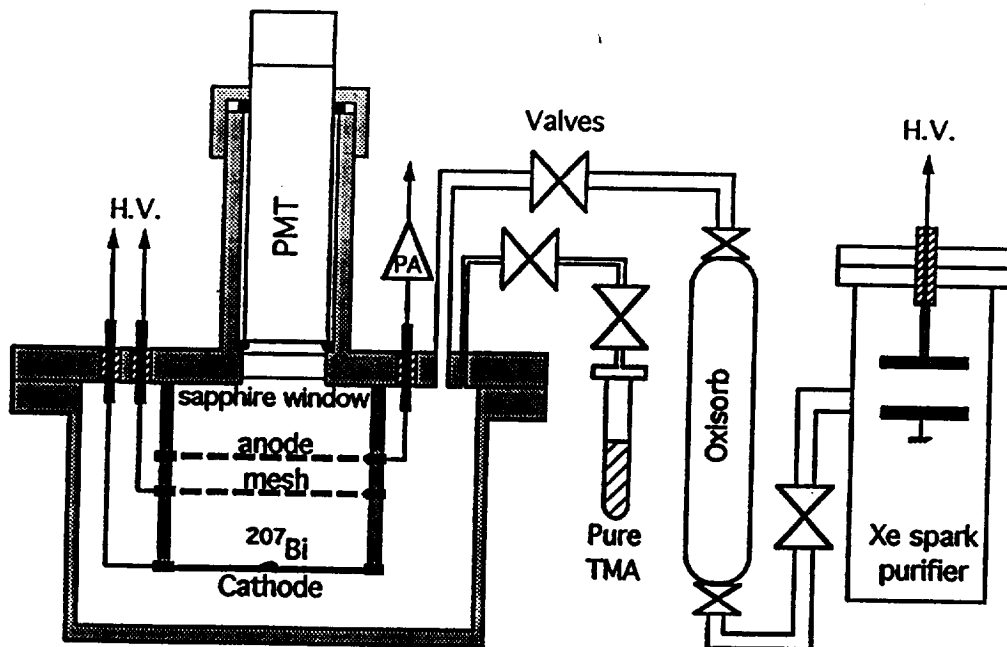 H.V.
PMT
PA
Valves
H.V.
sapphire window
anode
mesh
²⁰⁷Bi
Cathode
Pure
TMA
Oxisorb
Xe spark
purifier